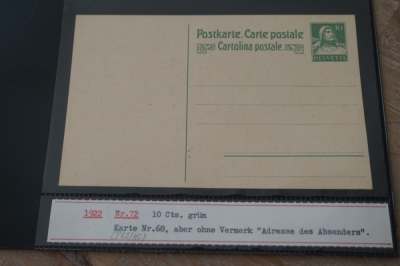 Postkarte. Carte postale
Cartolina postale.
10
HELVETIA
1922 Nr.72 10 Cts. grün
Karte Nr.68, aber ohne Vermerk "Adresse des Absenders".